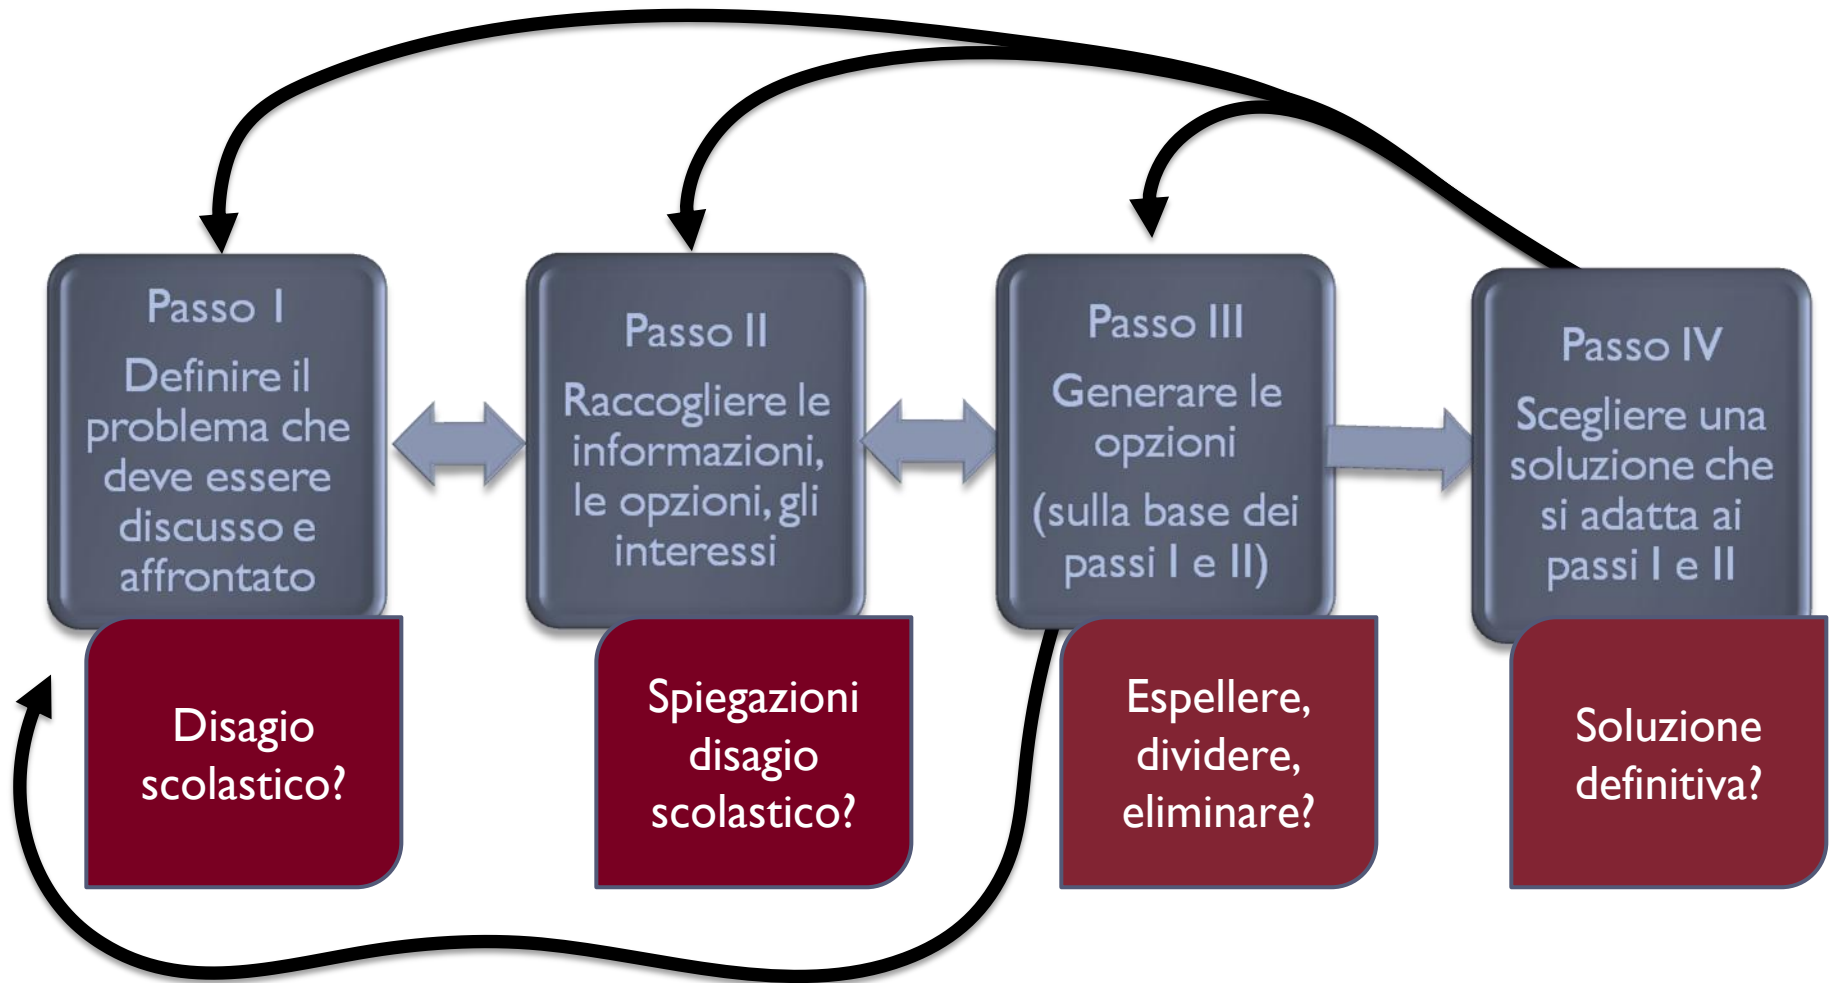 Passo I
Definire il
problema che
deve essere
discusso e
affrontato
Disagio
scolastico?
Passo II
Raccogliere le
informazioni,
le opzioni, gli
interessi
Spiegazioni
disagio
scolastico?
Passo III
Generare le
opzioni
(sulla base dei
passi I e II)
Espellere,
dividere,
eliminare?
Passo IV
Scegliere una
soluzione che
si adatta ai
passi I e II
Soluzione
definitiva?